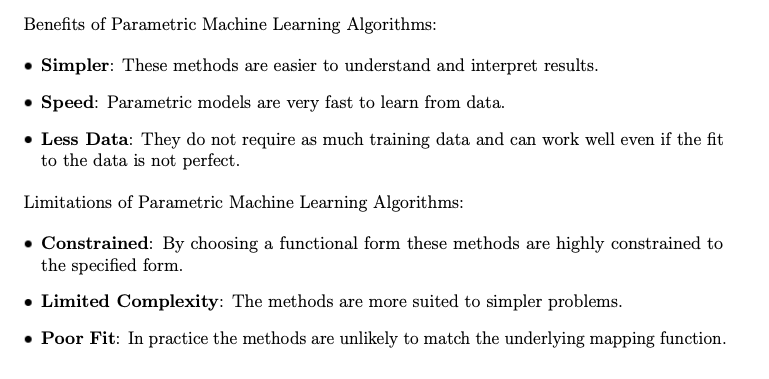 Benefits of Parametric Machine Learning Algorithms:
• Simpler: These methods are easier to understand and interpret results.
• Speed: Parametric models are very fast to learn from data.
• Less Data: They do not require as much training data and can work well even if the fit
to the data is not perfect.
Limitations of Parametric Machine Learning Algorithms:
• Constrained: By choosing a functional form these methods are highly constrained to
the specified form.
• Limited Complexity: The methods are more suited to simpler problems.
• Poor Fit: In practice the methods are unlikely to match the underlying mapping function.